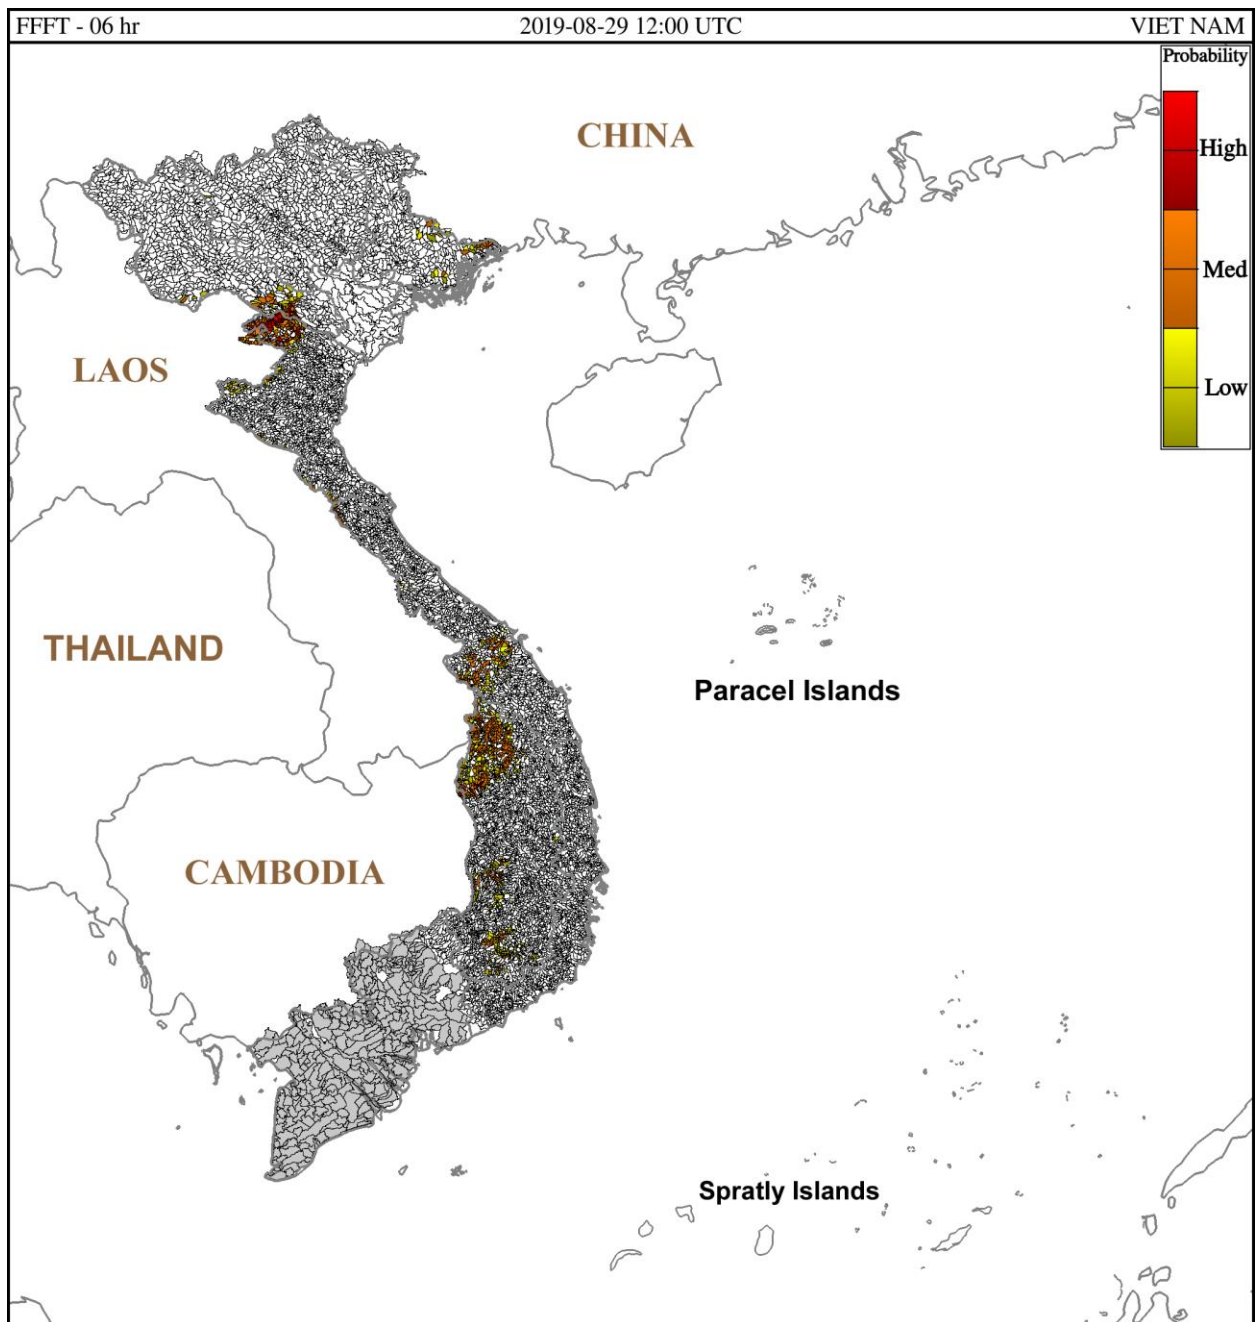 FFFT - 06 hr
2019-08-29 12:00 UTC
VIET NAM
Probability
High
Med
Low
CHINA
LAOS
THAILAND
Paracel Islands
CAMBODIA
Spratly Islands